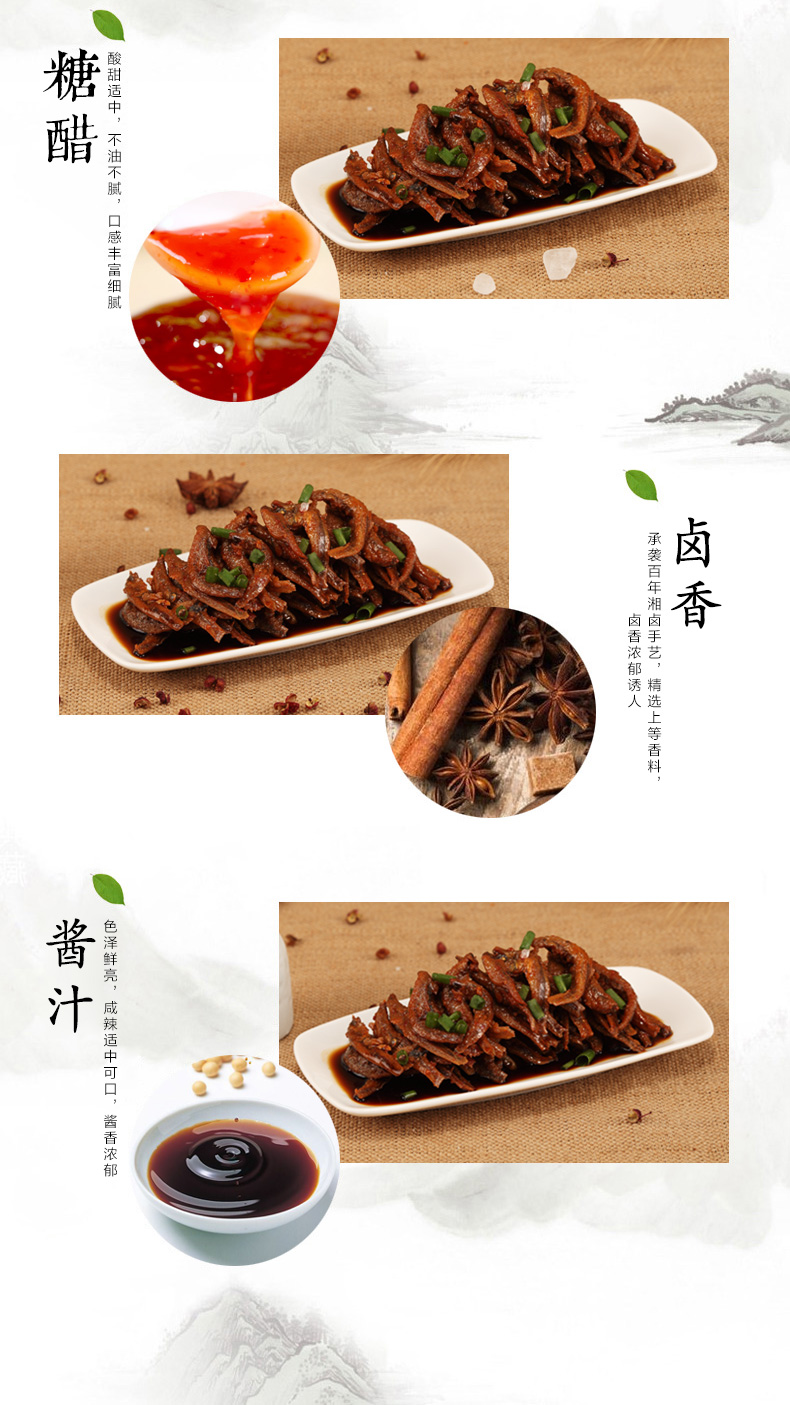 糖醋
酸甜适中，不油不腻，口感丰富细腻
卤香
承袭百年湘卤手艺，精选上等香料，
卤香浓郁诱人
酱汁
色泽鲜亮，咸辣适中可口，酱香浓郁